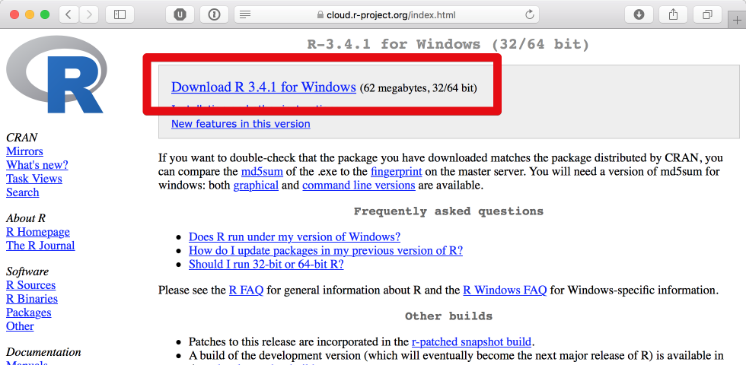 cloud.r-project.org/index.html
R-3.4.1 for Windows (32/64 bit)
R
Download R 3.4.1 for Windows (62 megabytes, 32/64 bit)
New features in this version
CRAN
Mirrors
What's new?
Task Views
Search
About R
R Homepage
The R Journal
Software
R Sources
R Binaries
Packages
Other
Documentation
If you want to double-check that the package you have downloaded matches the package distributed by CRAN, you
can compare the md5sum of the .exe to the fingerprint on the master server. You will need a version of md5sum for
windows: both graphical and command line versions are available.
Frequently asked questions
• Does R run under my version of Windows?
• How do I update packages in my previous version of R?
• Should I run 32-bit or 64-bit R?
Please see the R FAQ for general information about R and the R Windows FAQ for Windows-specific information.
Other builds
• Patches to this release are incorporated in the r-patched snapshot build.
• A build of the development version (which will eventually become the next major release of R) is available in